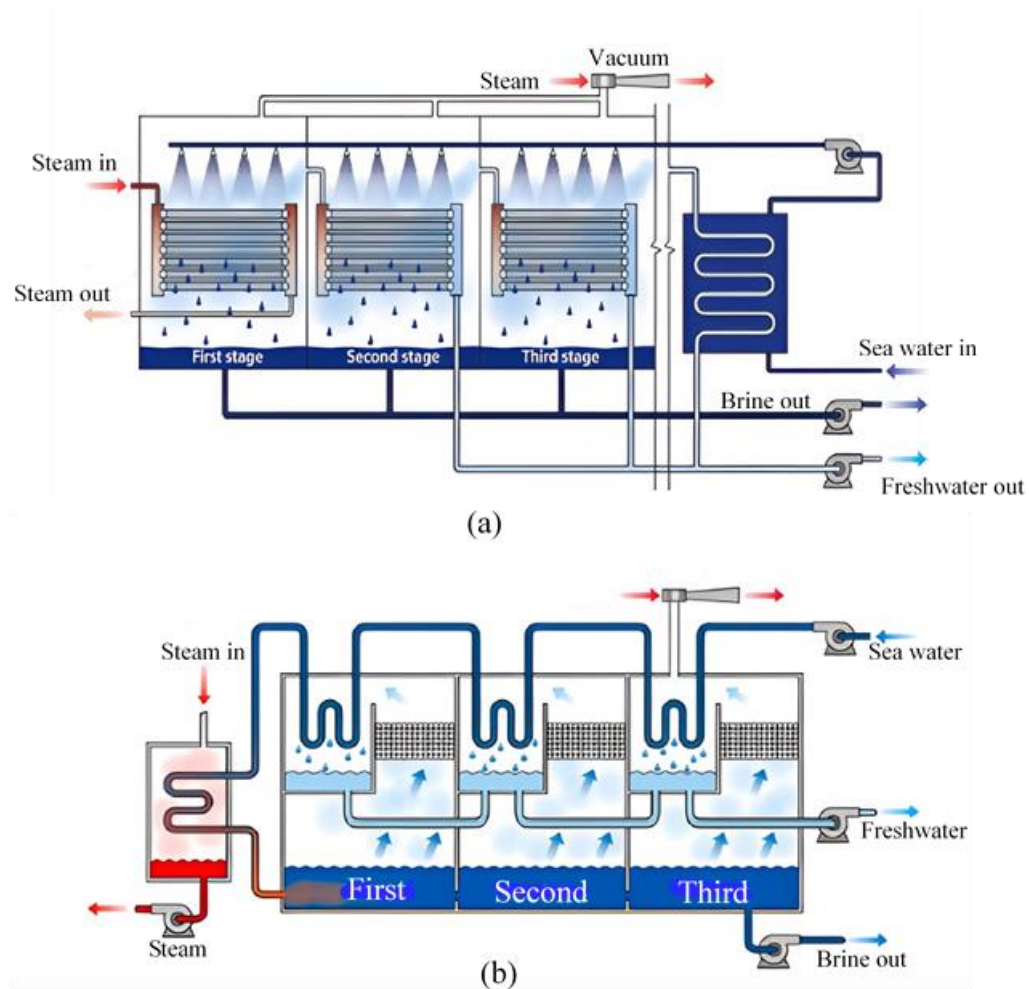 Vacuum
Steam
Steam in
Steam out
First stage
Second stage
Third stage
Sea water in
Brine out
Freshwater out
(a)
Steam in
Sea water
Freshwater
First
Second
Third
Steam
Brine out
(b)